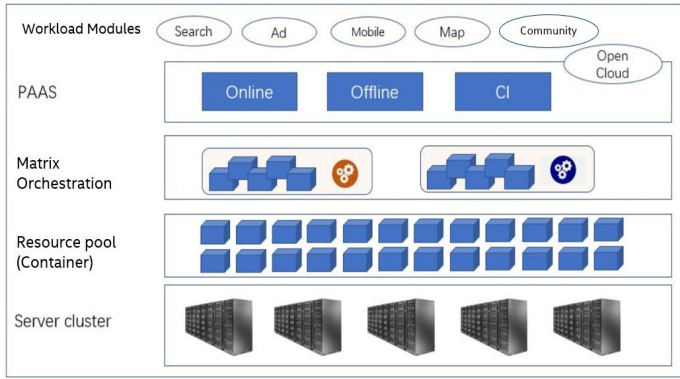 Workload Modules
Search
Ad
Mobile
Map
Community
Open
Cloud
PAAS
Online
Offline
CI
Matrix
Orchestration
Resource pool
(Container)
Server cluster